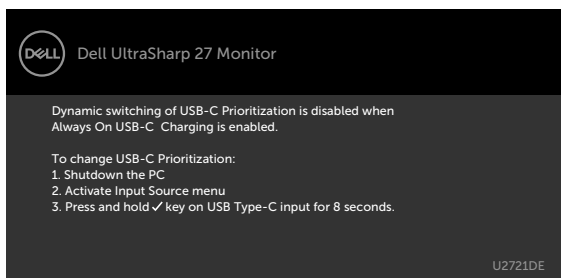 DELL
Dell UltraSharp 27 Monitor
Dynamic switching of USB-C Prioritization is disabled when
Always On USB-C Charging is enabled.
To change USB-C Prioritization:
1. Shutdown the PC
2. Activate Input Source menu
3. Press and hold ✓ key on USB Type-C input for 8 seconds.
U2721DE